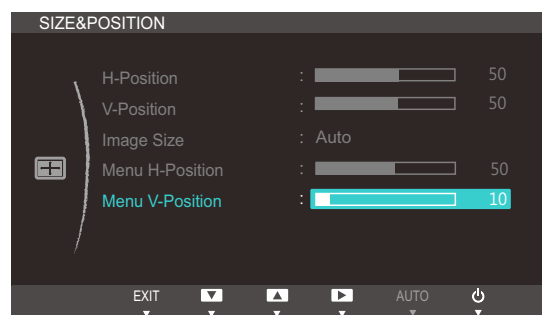 SIZE&POSITION
H-Position : 50
V-Position : 50
Image Size : Auto
Menu H-Position : 50
Menu V-Position : 10
EXIT AUTO